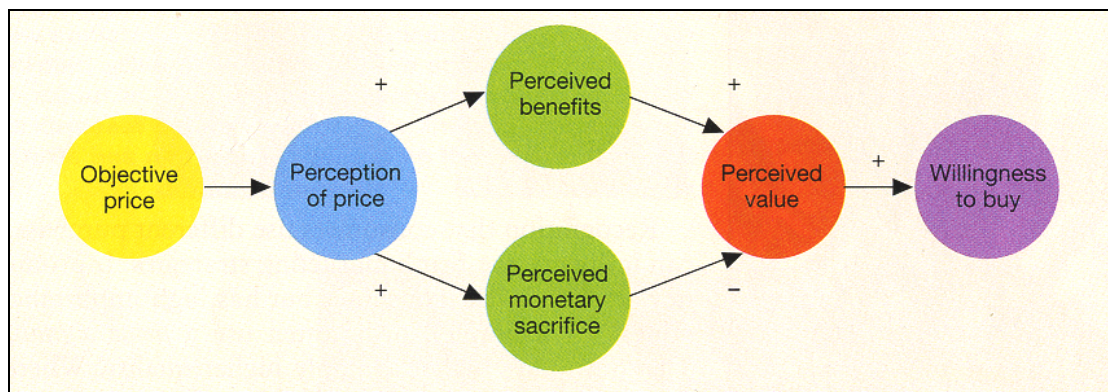 Objective
price
Perception
of price
+
+
Perceived
benefits
Perceived
monetary
sacrifice
+
−
Perceived
value
+
Willingness
to buy